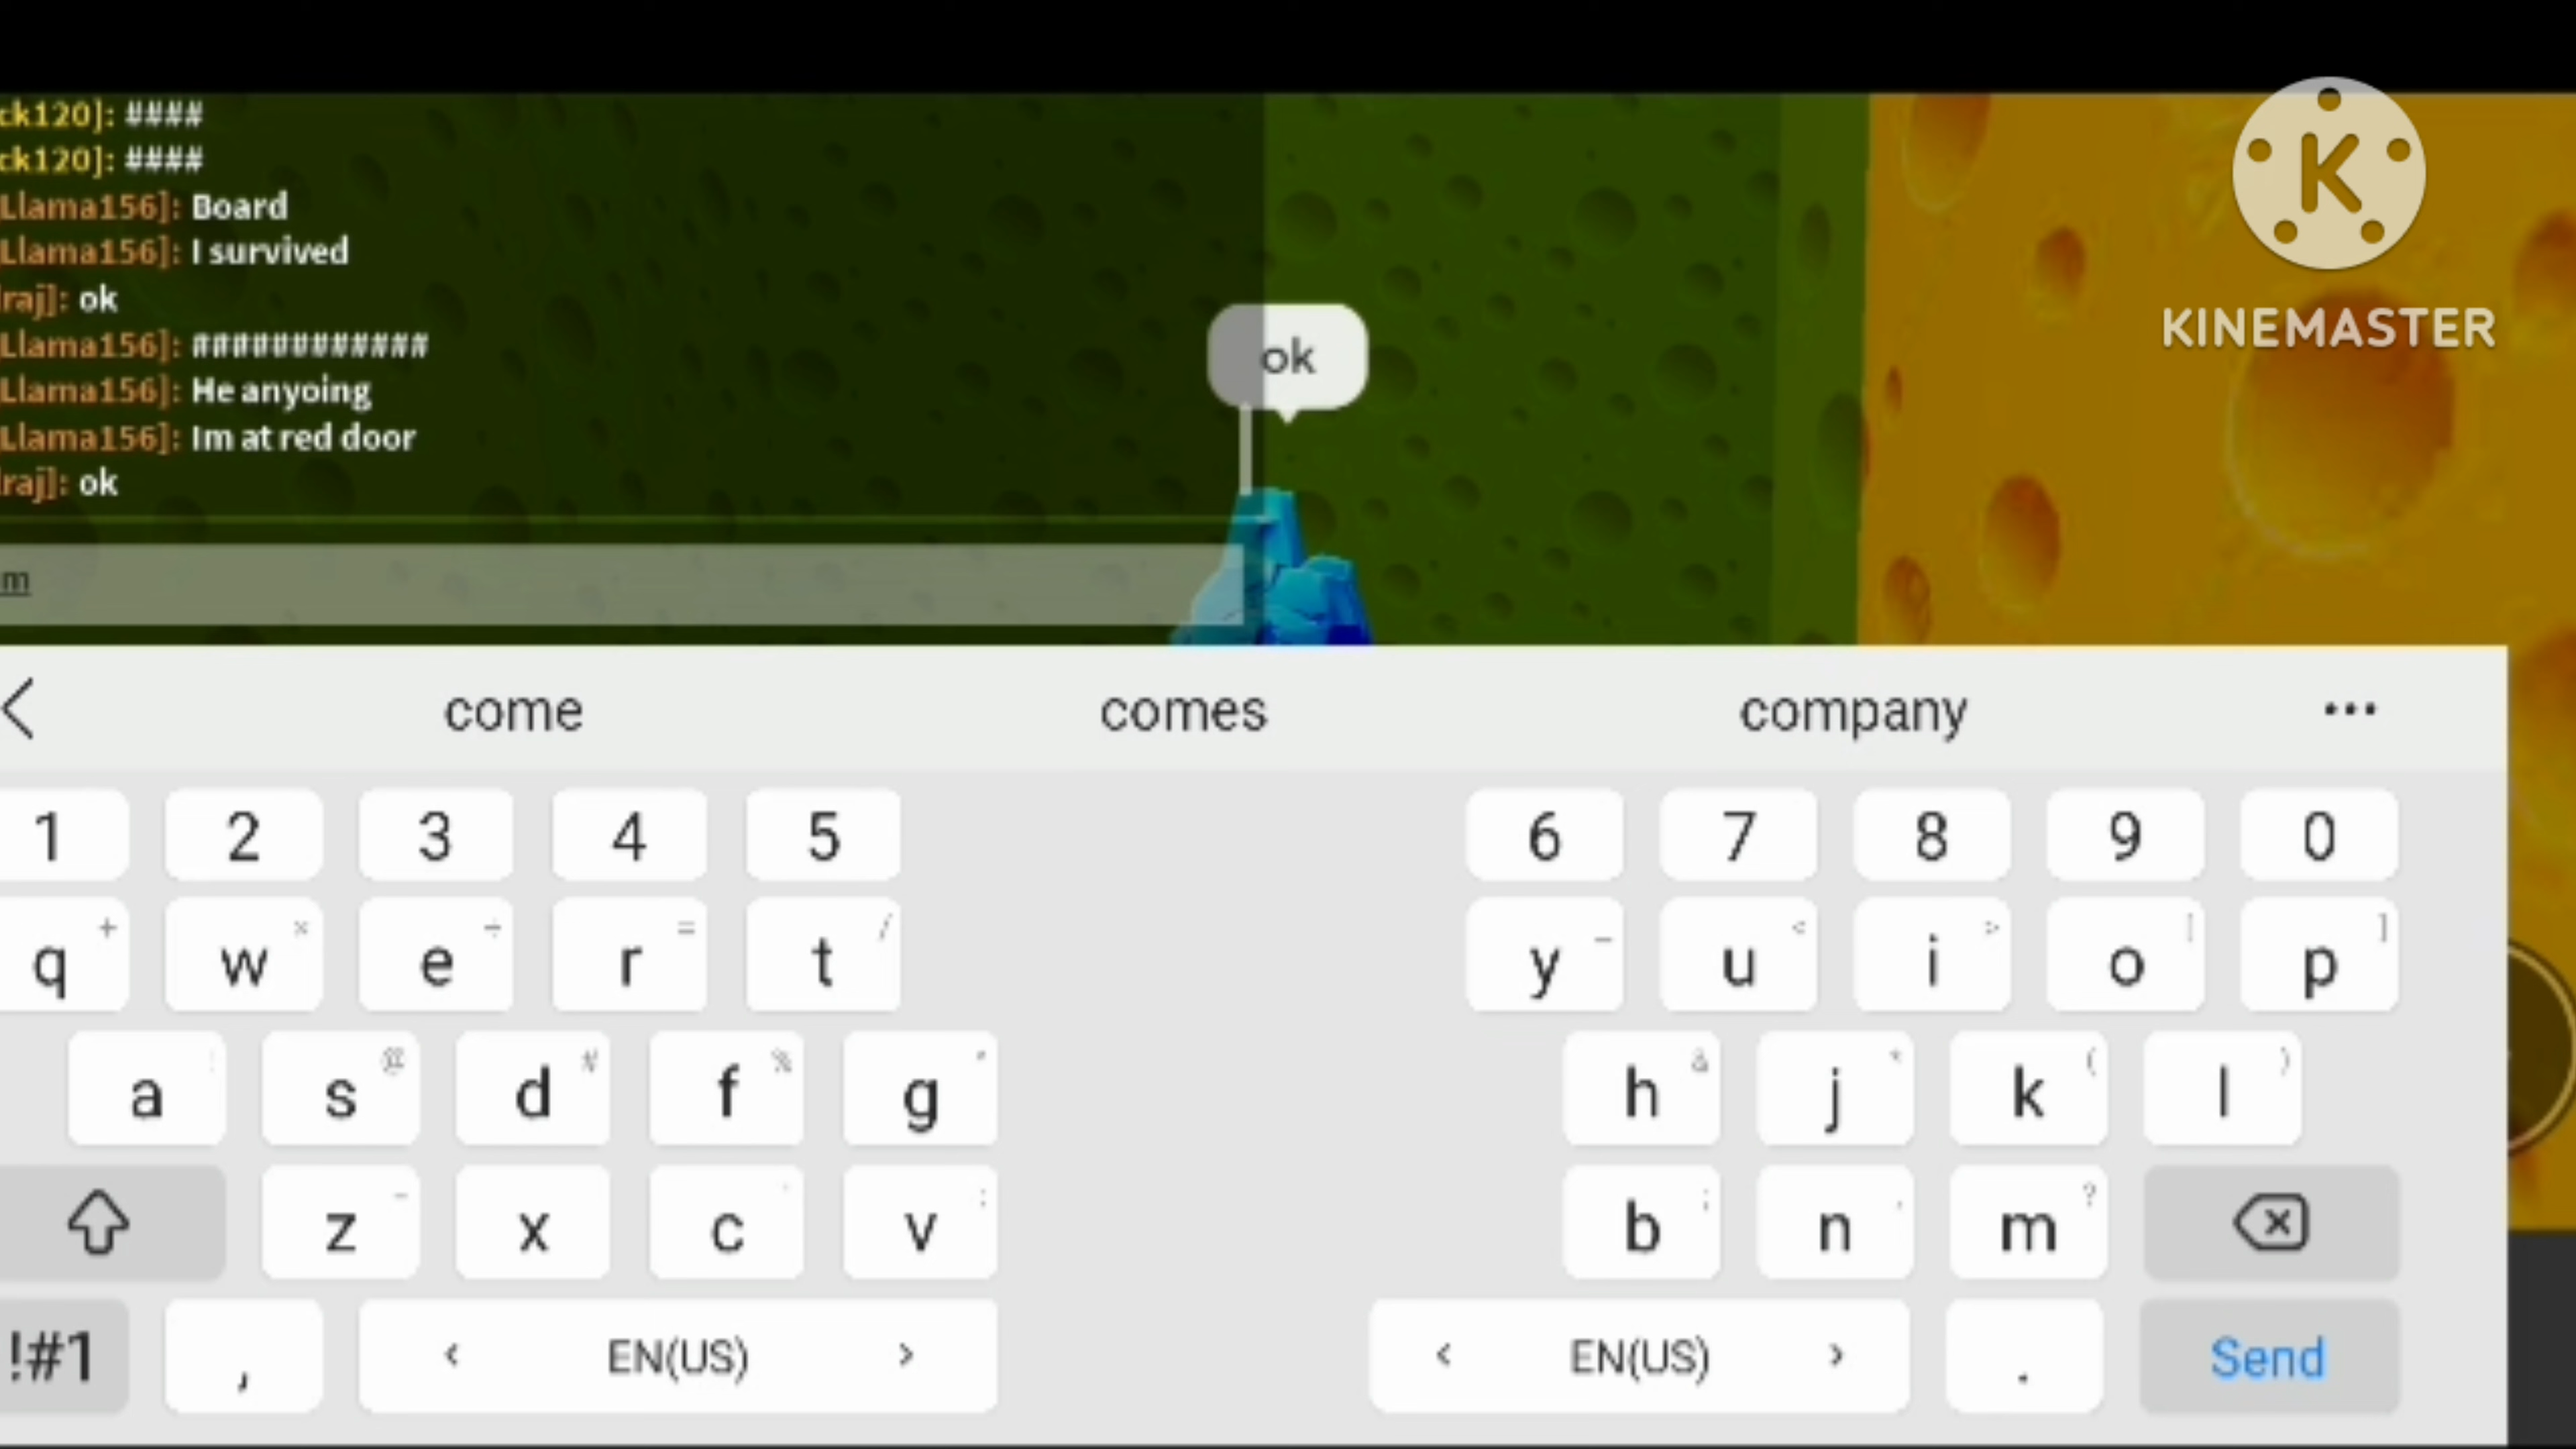 ck120]: ####
ck120]: ####
Llama156]: Board
Llama156]: I survived
raj]: ok
Llama156]: ############
Llama156]: He anyoing
Llama156]: Im at red door
raj]: ok
ok
K
KINEMASTER
m
come comes company ...
1 2 3 4 5 6 7 8 9 0
q w e r t y u i o p
a s d f g h j k l
z x c v b n m
!#1 , < EN(US) > < EN(US) > . Send